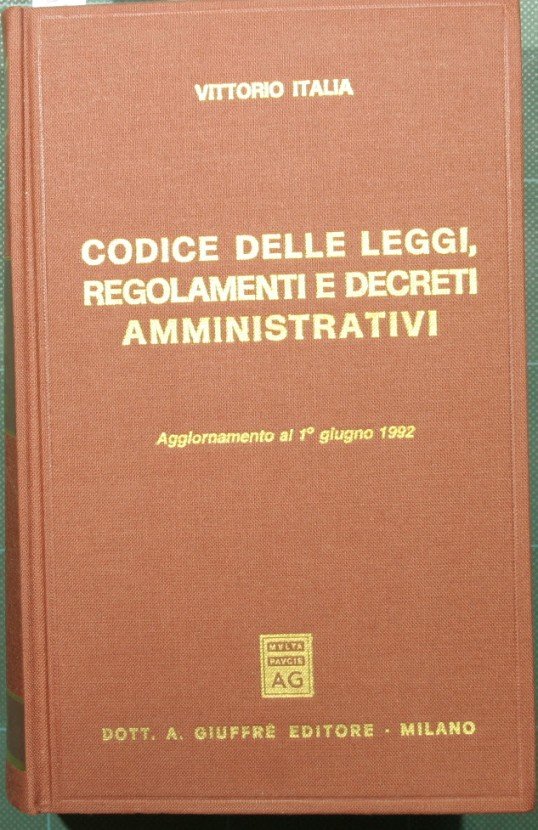 VITTORIO ITALIA
CODICE DELLE LEGGI,
REGOLAMENTI E DECRETI
AMMINISTRATIVI
Aggiornamento al 1° giugno 1992
MVLTA
PAVCIS
AG
DOTT. A. GIUFFRÈ EDITORE · MILANO